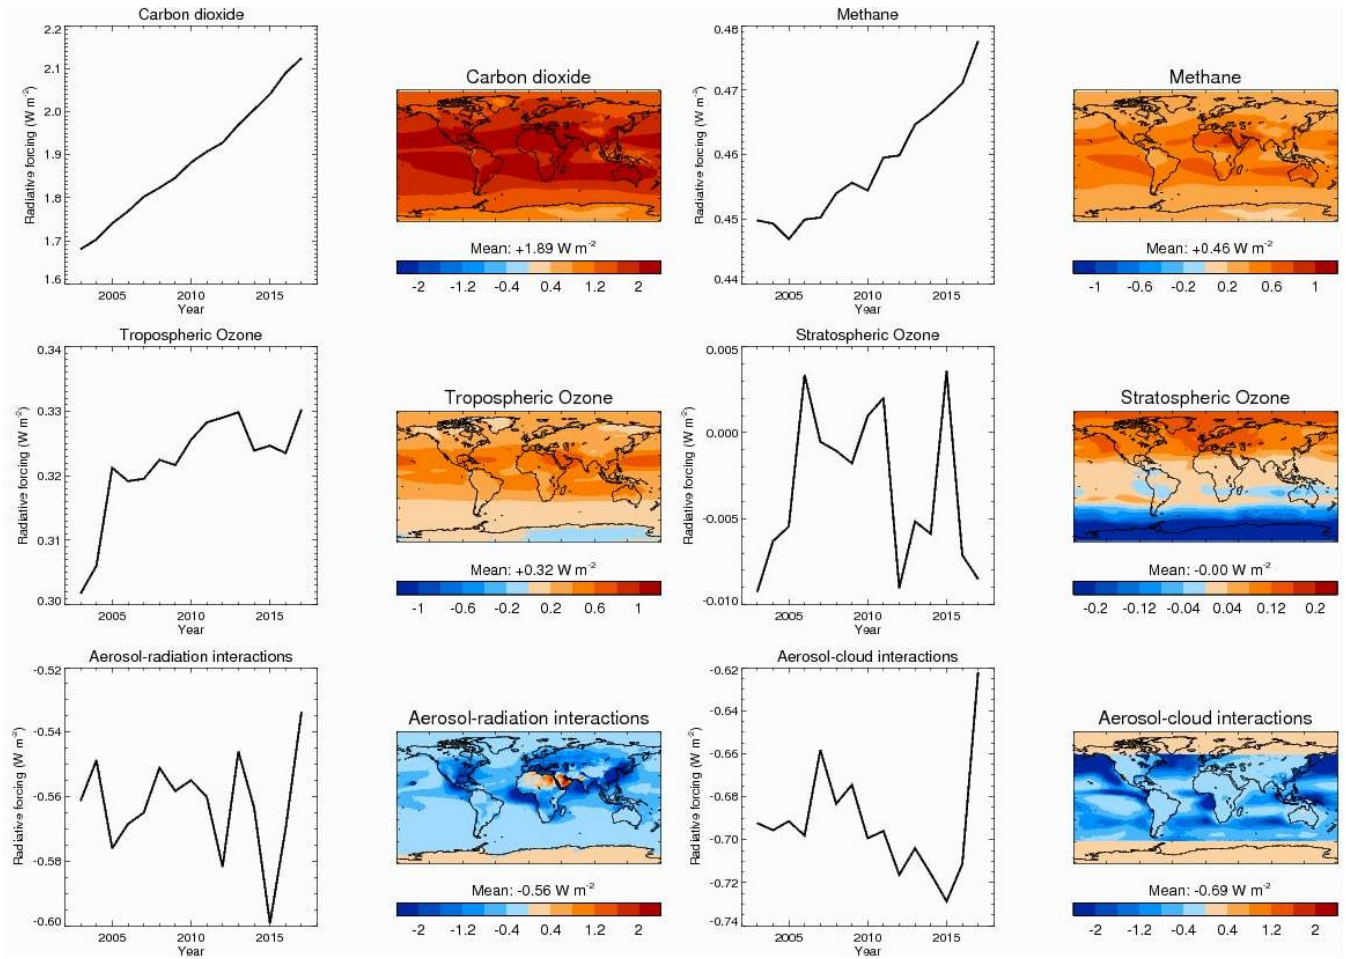 Carbon dioxide
2.2
2.1
2.0
1.9
1.8
1.7
1.6
Radiative forcing (W m-2)
2005 2010 2015
Year
Carbon dioxide
Mean: +1.89 W m-2
-2 -1.2 -0.4 0.4 1.2 2
Methane
0.48
0.47
0.46
0.45
0.44
Radiative forcing (W m-2)
2005 2010 2015
Year
Methane
Mean: +0.46 W m-2
-1 -0.6 -0.2 0.2 0.6 1
Tropospheric Ozone
0.34
0.33
0.32
0.31
0.30
Radiative forcing (W m-2)
2005 2010 2015
Year
Tropospheric Ozone
Mean: +0.32 W m-2
-1 -0.6 -0.2 0.2 0.6 1
Stratospheric Ozone
0.005
0.000
-0.005
-0.010
Radiative forcing (W m-2)
2005 2010 2015
Year
Stratospheric Ozone
Mean: -0.00 W m-2
-0.2 -0.12 -0.04 0.04 0.12 0.2
Aerosol-radiation interactions
-0.52
-0.54
-0.56
-0.58
-0.60
Radiative forcing (W m-2)
2005 2010 2015
Year
Aerosol-radiation interactions
Mean: -0.56 W m-2
-2 -1.2 -0.4 0.4 1.2 2
Aerosol-cloud interactions
-0.62
-0.64
-0.66
-0.68
-0.70
-0.72
-0.74
Radiative forcing (W m-2)
2005 2010 2015
Year
Aerosol-cloud interactions
Mean: -0.69 W m-2
-2 -1.2 -0.4 0.4 1.2 2